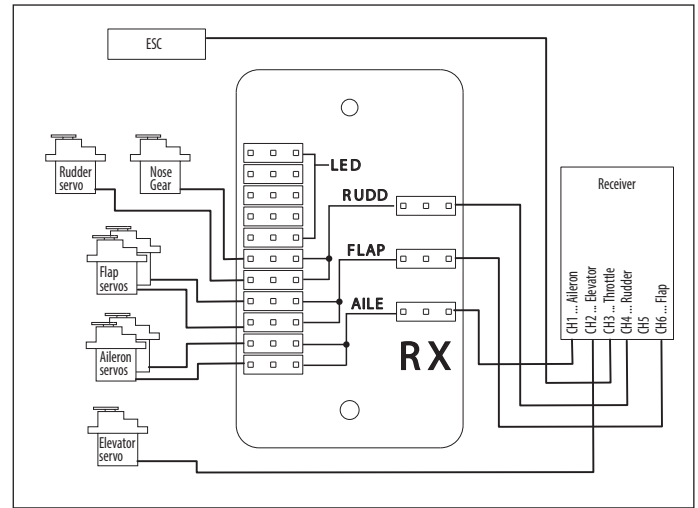 ESC
LED
Rudder
servo
Nose
Gear
RUDD
Receiver
FLAP
Flap
servos
AILE
CH1 ... Aileron
CH2 ... Elevator
CH3 ... Throttle
CH4 ... Rudder
CH5
CH6 ... Flap
Aileron
servos
RX
Elevator
servo